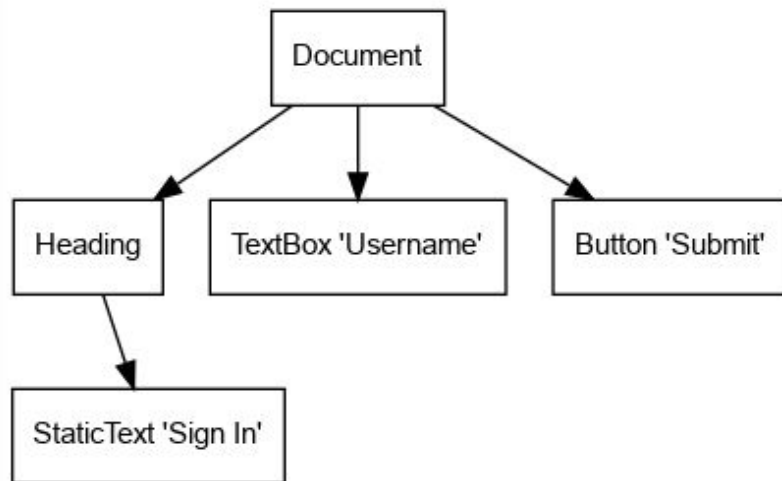 Document
Heading
TextBox 'Username'
Button 'Submit'
StaticText 'Sign In'